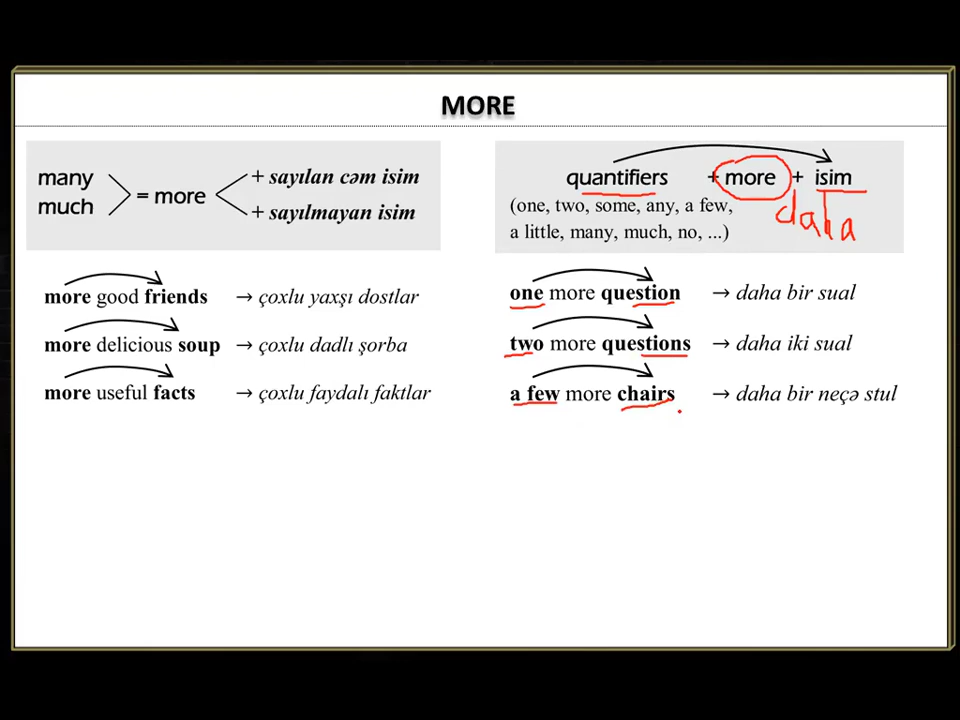 MORE
many
much
= more
+ sayılan cəm isim
+ sayılmayan isim
more good friends → çoxlu yaxşı dostlar
more delicious soup → çoxlu dadlı şorba
more useful facts → çoxlu faydalı faktlar
quantifiers + more + isim
(one, two, some, any, a few,
a little, many, much, no, ...)
daha
one more question → daha bir sual
two more questions → daha iki sual
a few more chairs → daha bir neçə stul